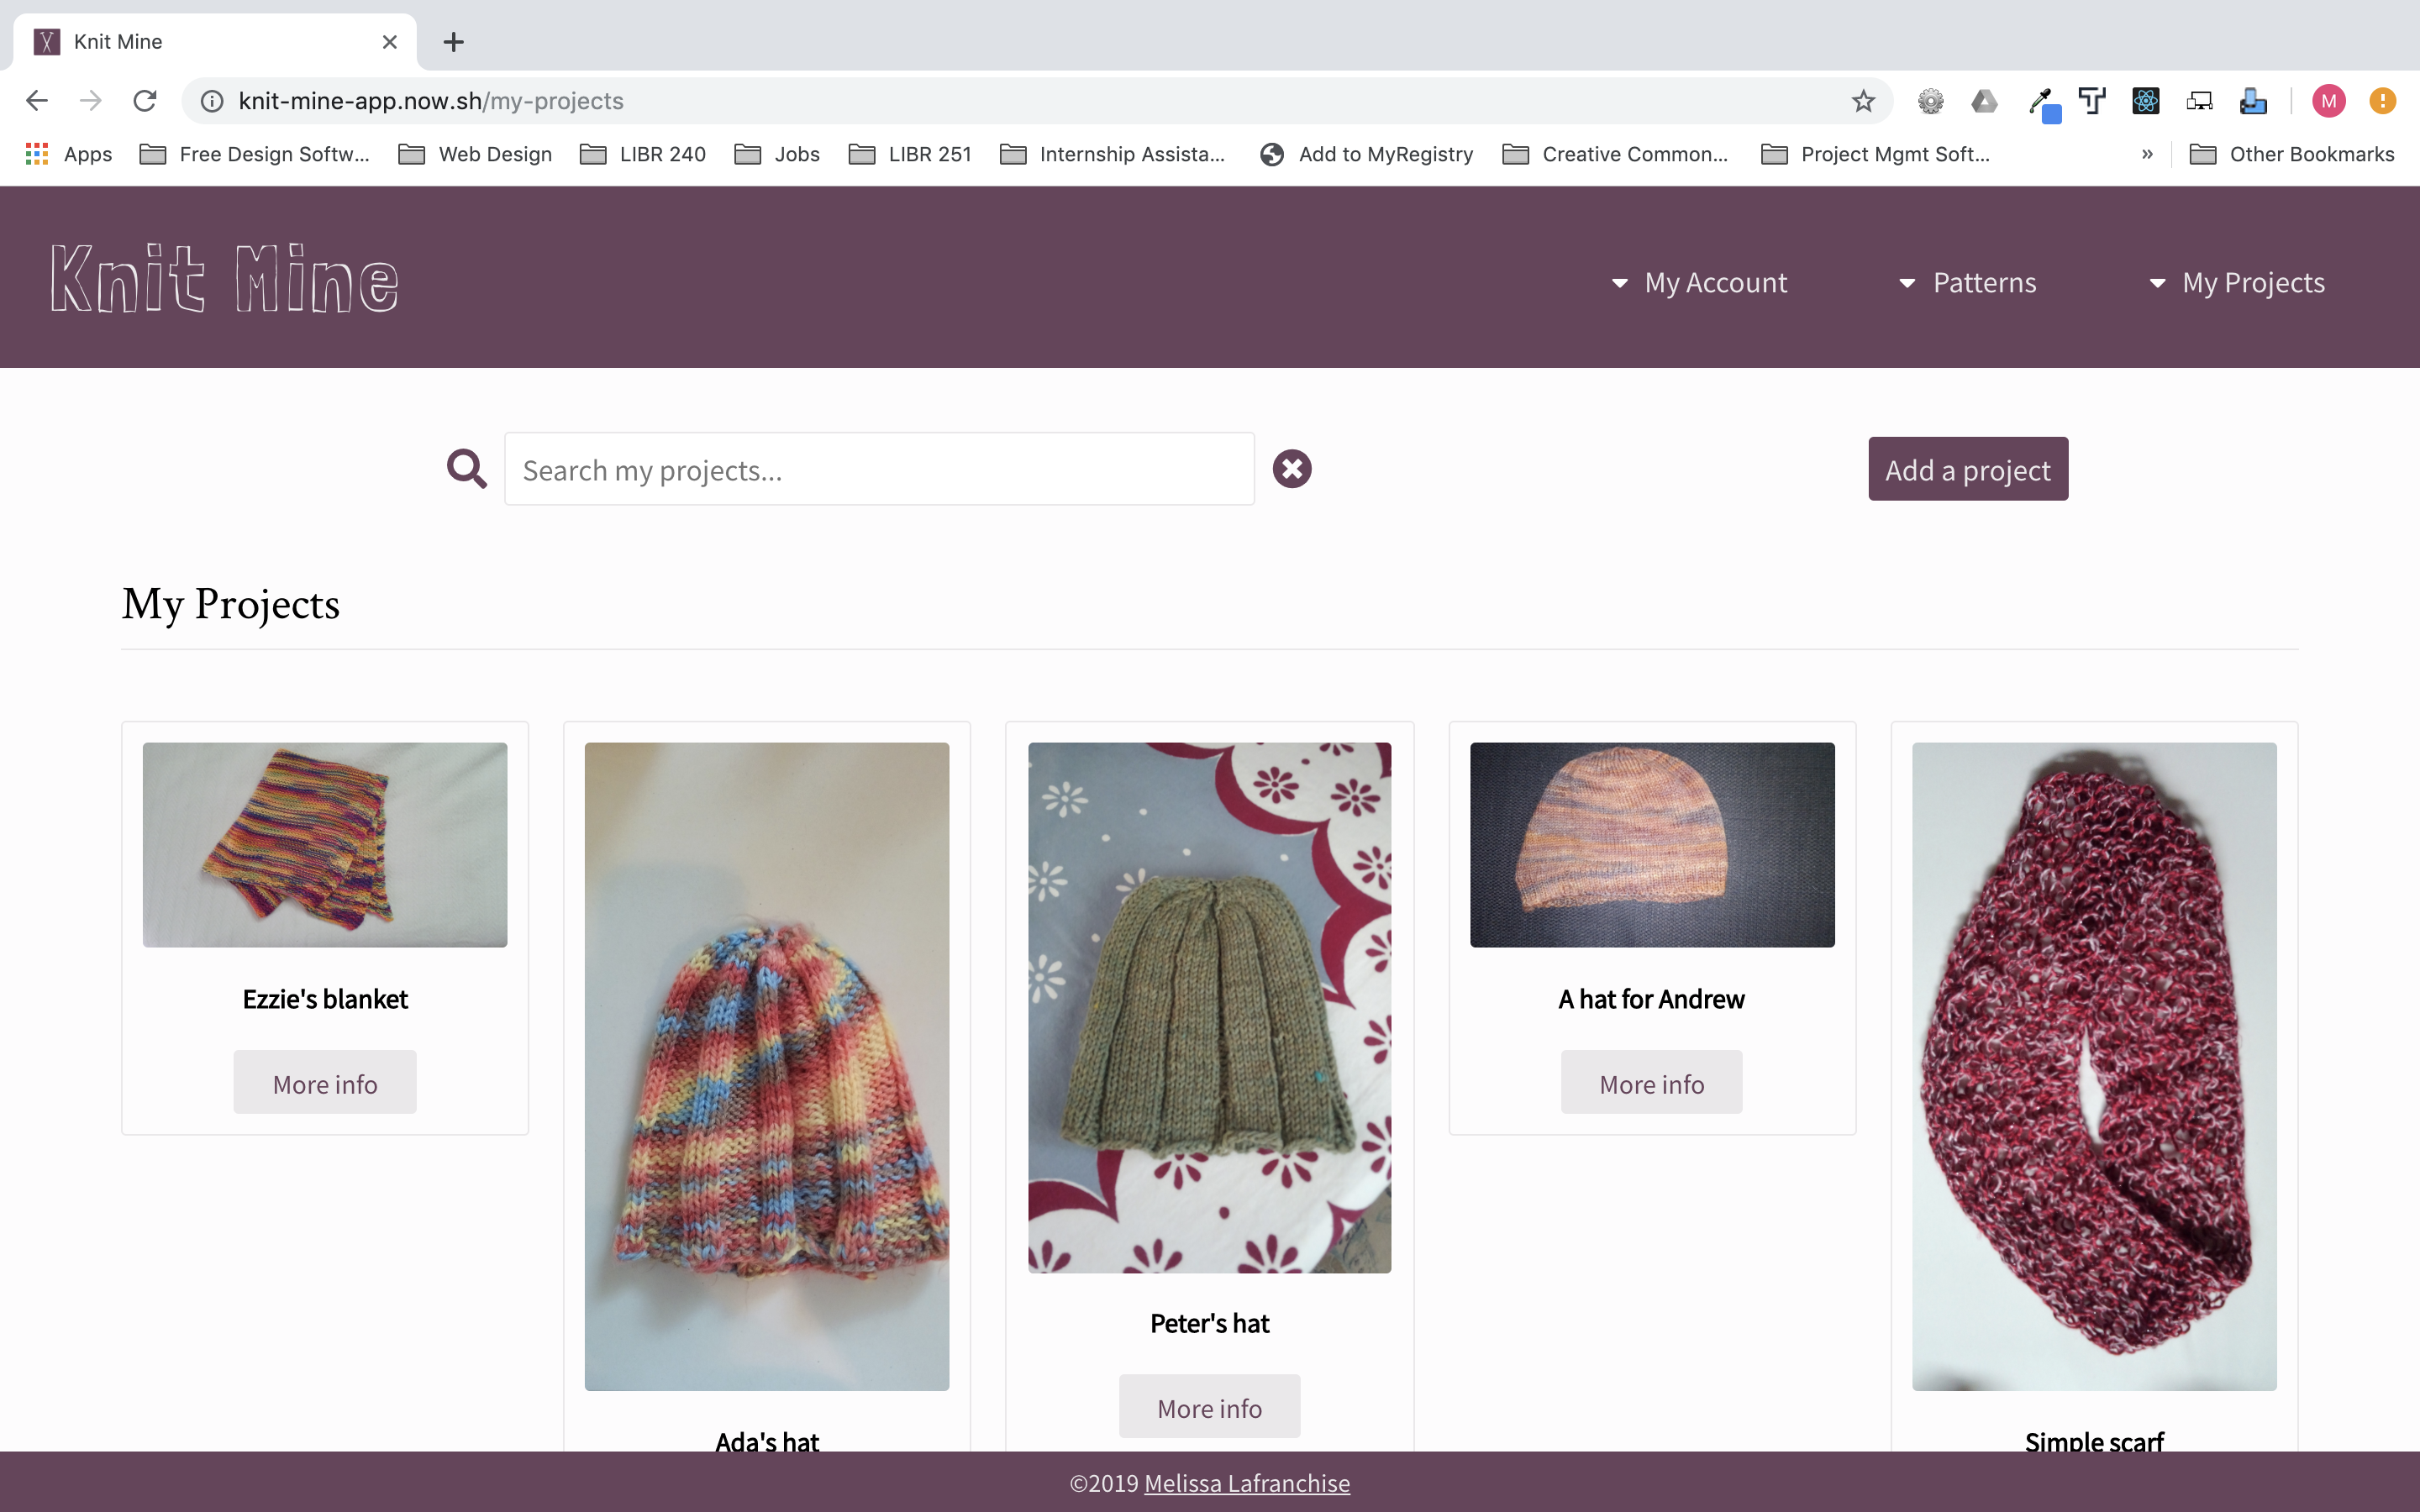 Knit Mine
knit-mine-app.now.sh/my-projects
M
Apps
Free Design Softw...
Web Design
LIBR 240
Jobs
LIBR 251
Internship Assista...
Add to MyRegistry
Creative Common...
Project Mgmt Soft...
»
Other Bookmarks
Knit Mine
My Account
Patterns
My Projects
Search my projects...
Add a project
My Projects
Ezzie's blanket
More info
Ada's hat
Peter's hat
More info
A hat for Andrew
More info
Simple scarf
©2019 Melissa Lafranchise